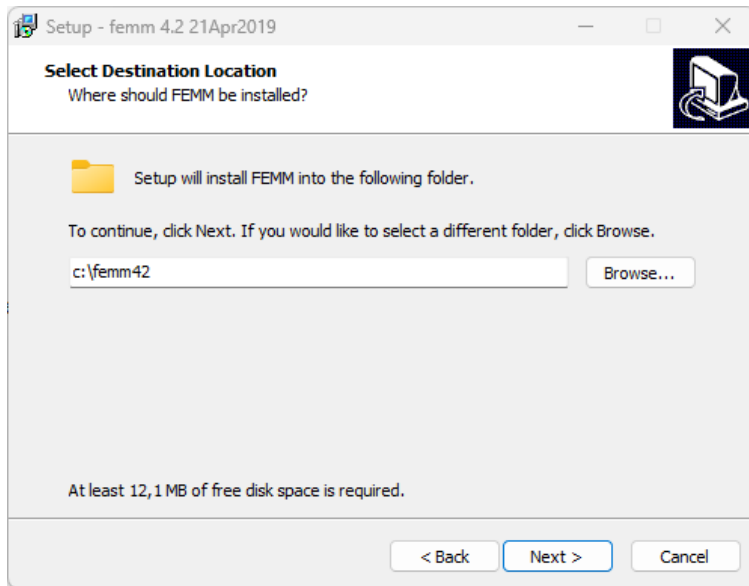 Setup - femm 4.2 21Apr2019
Select Destination Location
Where should FEMM be installed?
Setup will install FEMM into the following folder.
To continue, click Next. If you would like to select a different folder, click Browse.
c:\femm42
Browse...
At least 12,1 MB of free disk space is required.
< Back
Next >
Cancel